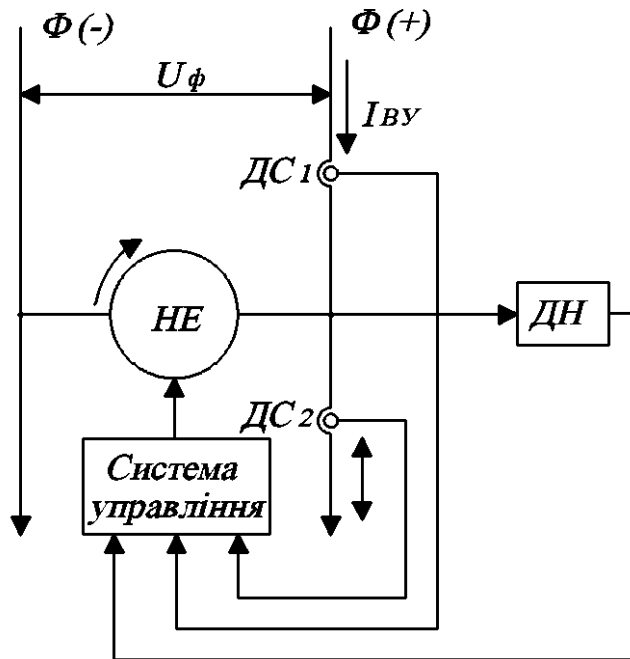 Ф(-)
Ф(+)
Uф
IВУ
ДС1
НЕ
ДН
ДС2
Система
управління